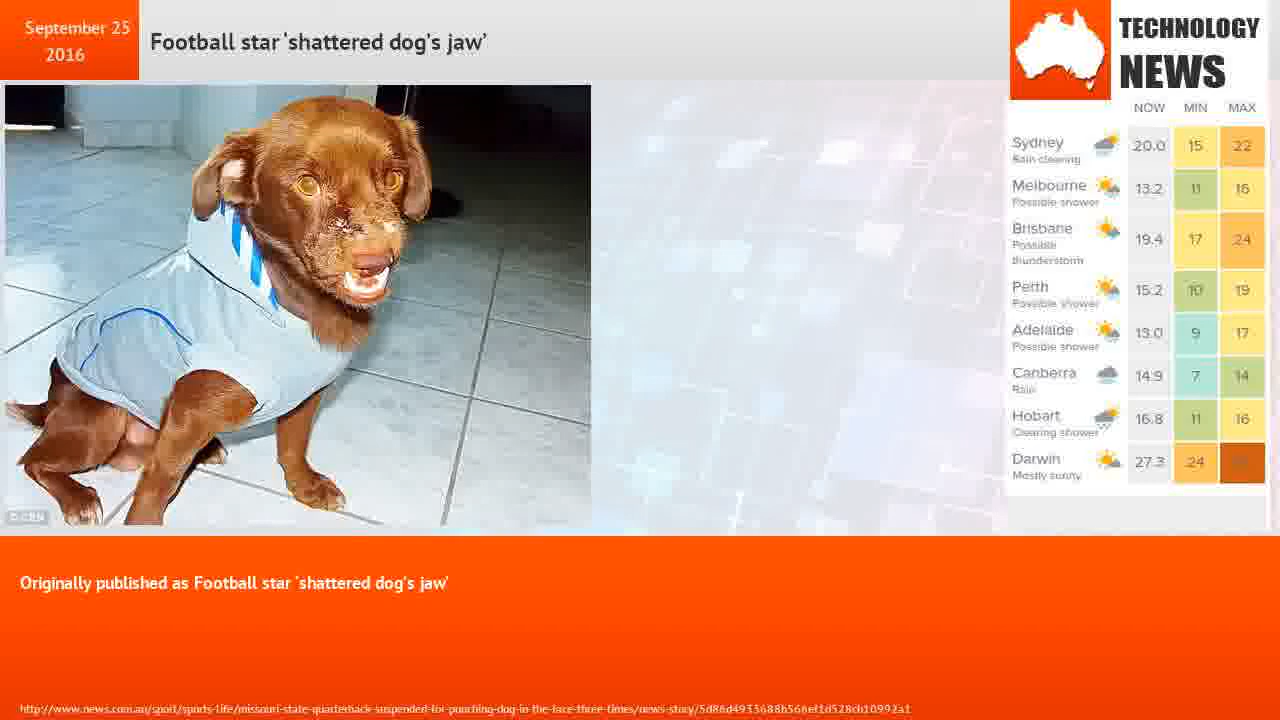 September 25
2016
Football star 'shattered dog's jaw'
TECHNOLOGY
NEWS
NOW MIN MAX
Sydney 20.0 15 22
Rain clearing
Melbourne 13.2 11 16
Possible shower
Brisbane 19.4 17 24
Possible
thunderstorm
Perth 15.2 10 19
Possible shower
Adelaide 13.0 9 17
Possible shower
Canberra 14.9 7 14
Rain
Hobart 16.8 11 16
Clearing shower
Darwin 27.3 24
Mostly sunny
© CEN
Originally published as Football star 'shattered dog's jaw'
http://www.news.com.au/sport/sports-life/missouri-state-quarterback-suspended-for-punching-dog-in-the-face-three-times/news-story/5d86d4933688b566ef1d528cb10992a1